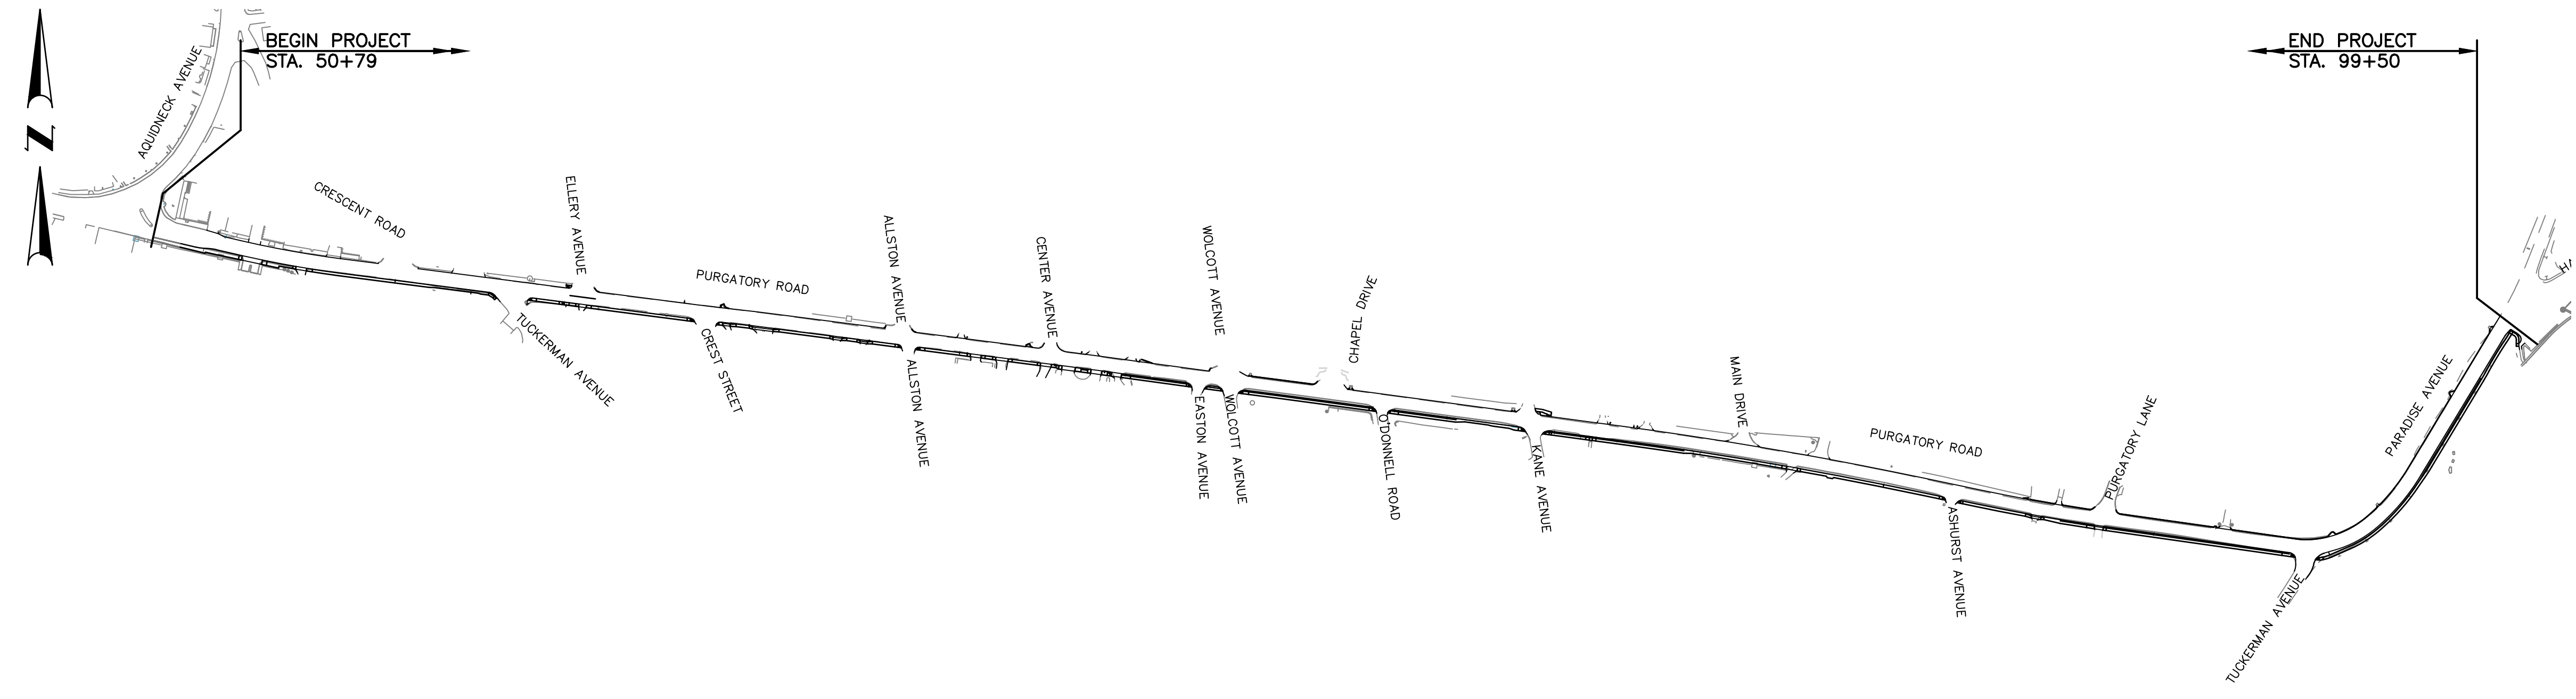 BEGIN PROJECT
STA. 50+79
END PROJECT
STA. 99+50
AQUIDNECK AVENUE
N
CRESCENT ROAD
ELLERY AVENUE
PURGATORY ROAD
ALLSTON AVENUE
CENTER AVENUE
WOLCOTT AVENUE
CHAPEL DRIVE
TUCKERMAN AVENUE
CREST STREET
ALLSTON AVENUE
EASTON AVENUE
WOLCOTT AVENUE
O'DONNELL ROAD
KANE AVENUE
MAIN DRIVE
PURGATORY ROAD
PURGATORY LANE
PARADISE AVENUE
ASHURST AVENUE
TUCKERMAN AVENUE